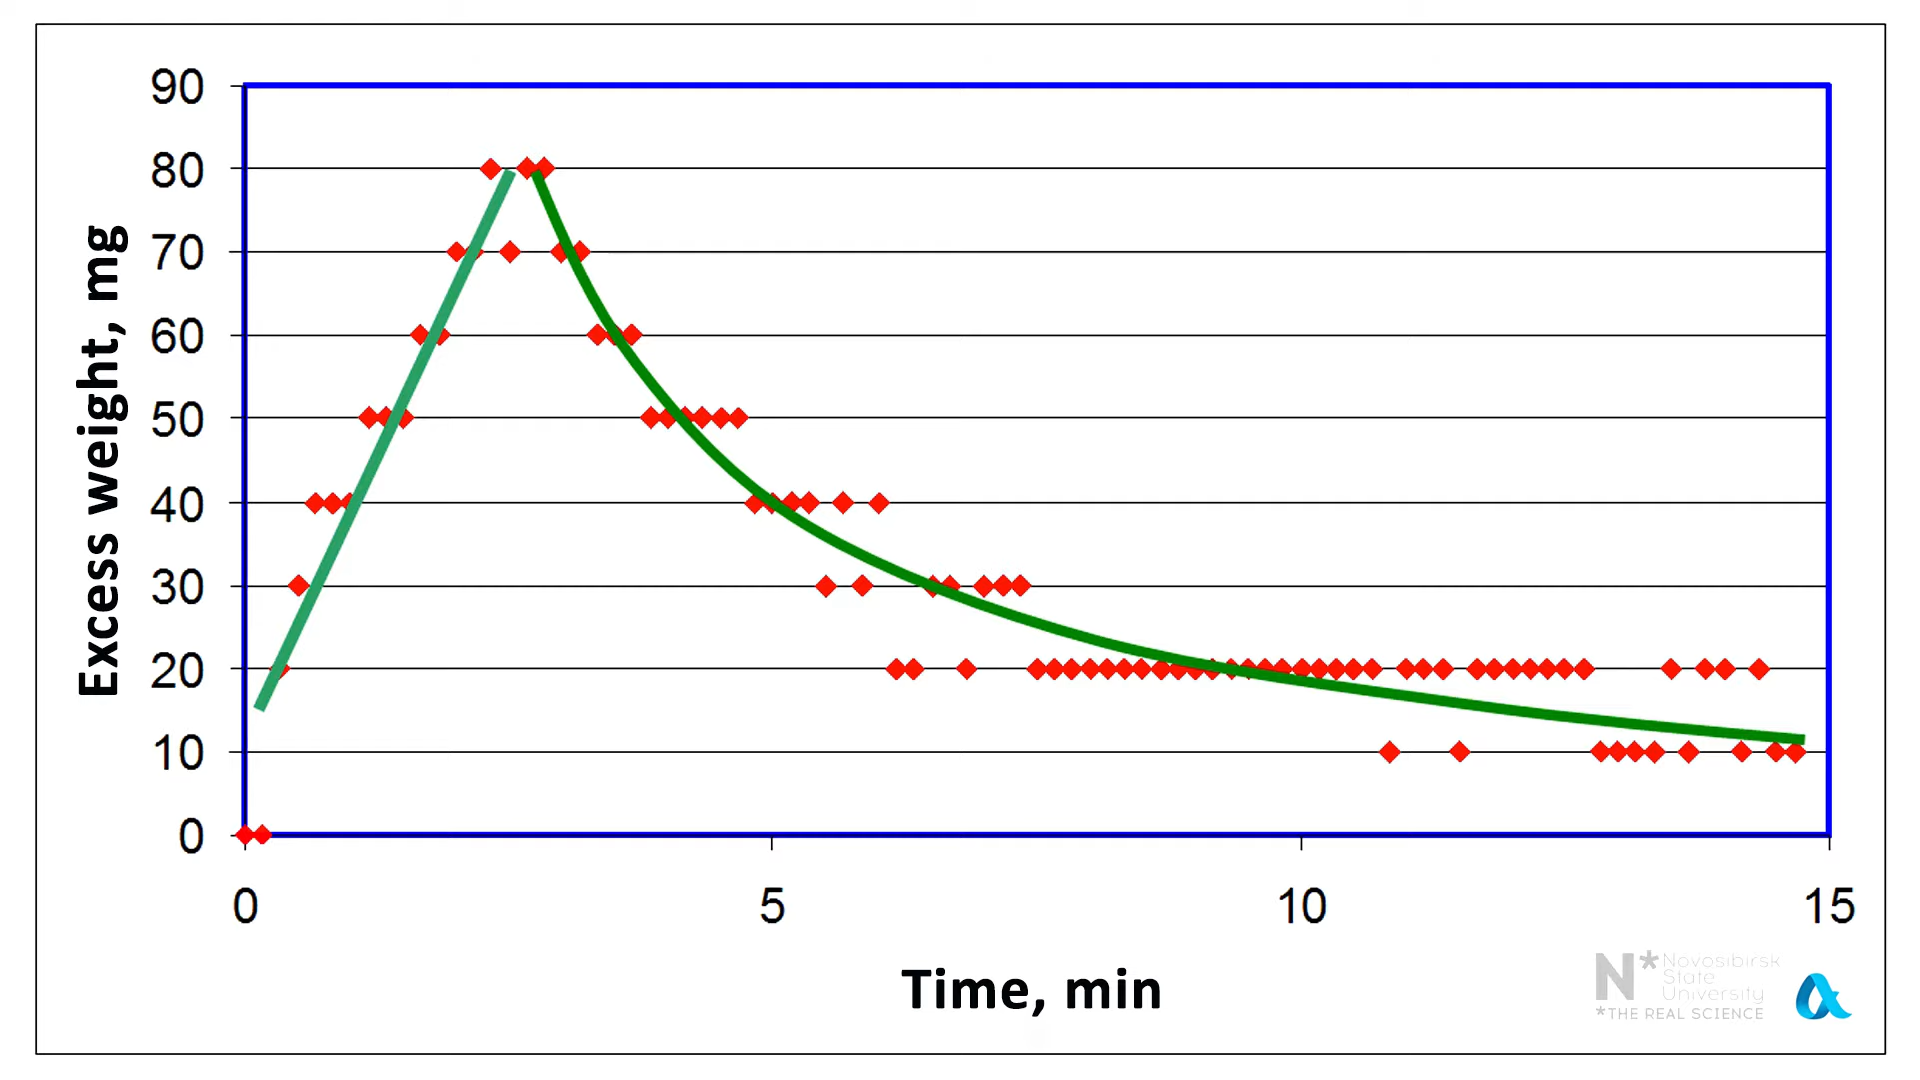 90
80
70
60
50
40
30
20
10
0
Excess weight, mg
0 5 10 15
Time, min
N* Novosibirsk
State
University
*THE REAL SCIENCE